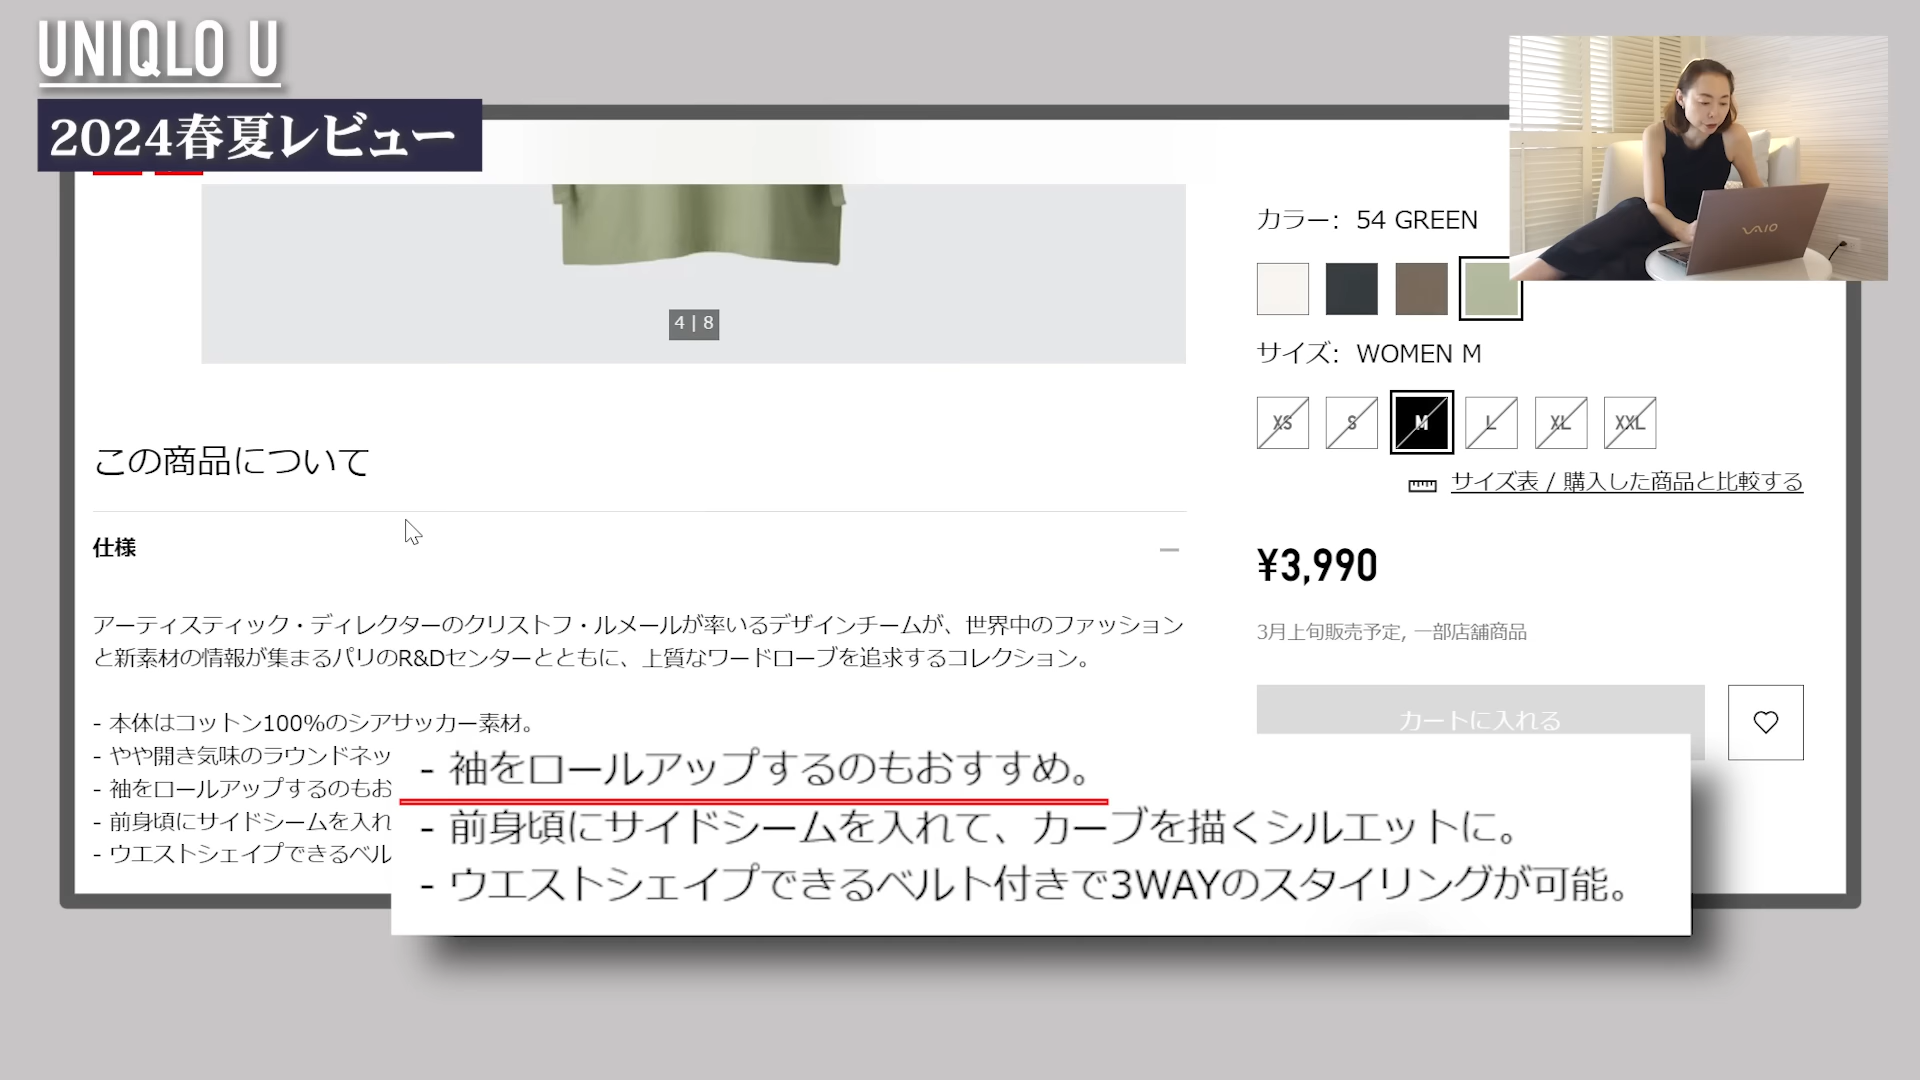 UNIQLO U
2024春夏レビュー
4 | 8
カラー: 54 GREEN
サイズ: WOMEN M
XS S M L XL XXL
サイズ表 / 購入した商品と比較する
¥3,990
3月上旬販売予定, 一部店舗商品
カートに入れる
この商品について
仕様
アーティスティック・ディレクターのクリストフ・ルメールが率いるデザインチームが、世界中のファッション
と新素材の情報が集まるパリのR&Dセンターとともに、上質なワードローブを追求するコレクション。
- 本体はコットン100%のシアサッカー素材。
- やや開き気味のラウンドネッ
- 袖をロールアップするのもお
- 前身頃にサイドシームを入れ
- ウエストシェイプできるベル
- 袖をロールアップするのもおすすめ。
- 前身頃にサイドシームを入れて、カーブを描くシルエットに。
- ウエストシェイプできるベルト付きで3WAYのスタイリングが可能。
VAIO